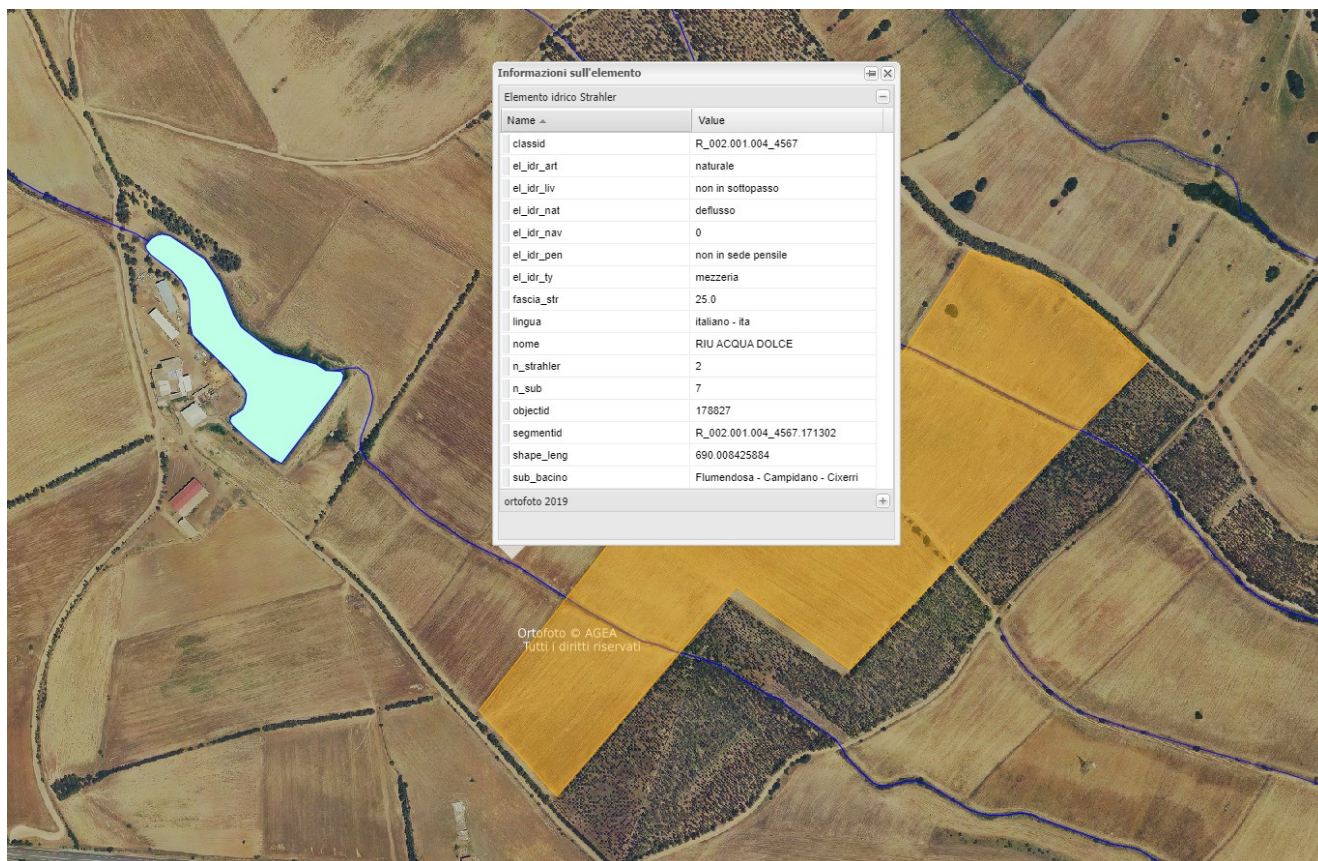 Informazioni sull'elemento
Elemento idrico Strahler
Name Value
classid R_002.001.004_4567
el_idr_art naturale
el_idr_liv non in sottopasso
el_idr_nat deflusso
el_idr_nav 0
el_idr_pen non in sede pensile
el_idr_ty mezzeria
fascia_str 25.0
lingua italiano - ita
nome RIU ACQUA DOLCE
n_strahler 2
n_sub 7
objectid 178827
segmentid R_002.001.004_4567.171302
shape_leng 690.008425884
sub_bacino Flumendosa - Campidano - Cixerri
ortofoto 2019
Ortofoto © AGEA
Tutti i diritti riservati